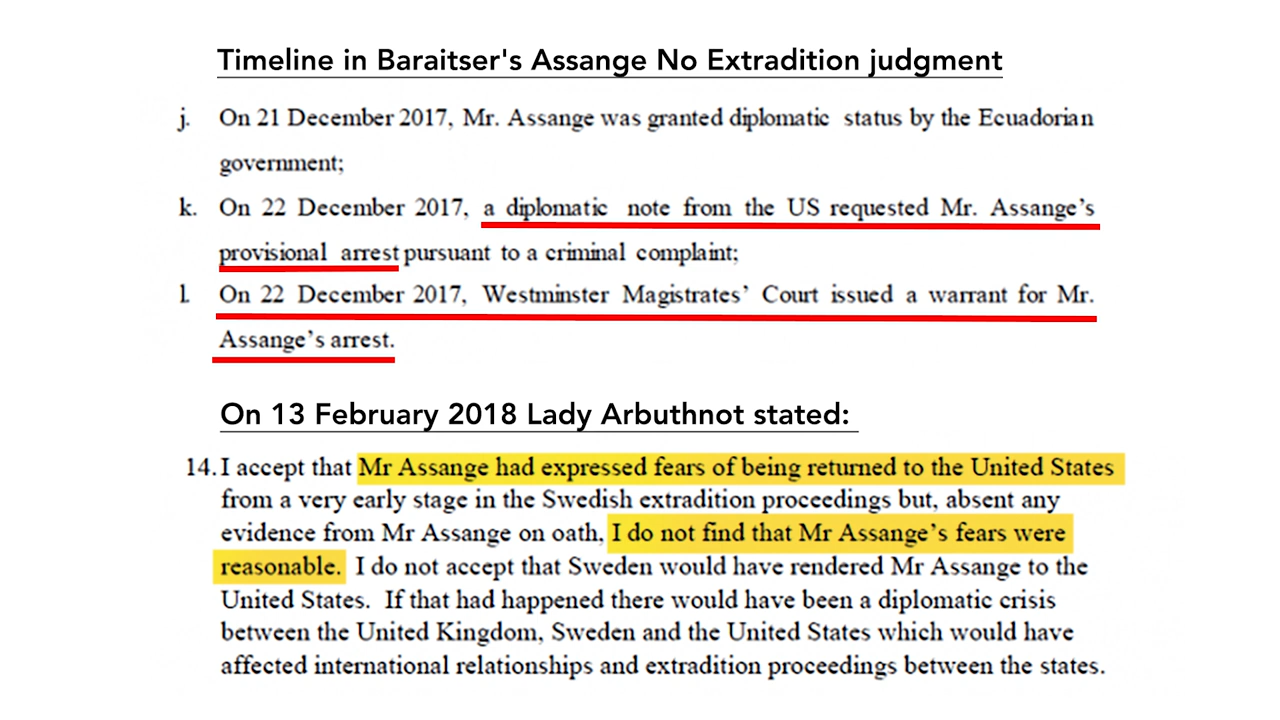 Timeline in Baraitser's Assange No Extradition judgment
j. On 21 December 2017, Mr. Assange was granted diplomatic status by the Ecuadorian
government;
k. On 22 December 2017, a diplomatic note from the US requested Mr. Assange’s
provisional arrest pursuant to a criminal complaint;
l. On 22 December 2017, Westminster Magistrates’ Court issued a warrant for Mr.
Assange’s arrest.
On 13 February 2018 Lady Arbuthnot stated:
14. I accept that Mr Assange had expressed fears of being returned to the United States
from a very early stage in the Swedish extradition proceedings but, absent any
evidence from Mr Assange on oath, I do not find that Mr Assange’s fears were
reasonable. I do not accept that Sweden would have rendered Mr Assange to the
United States. If that had happened there would have been a diplomatic crisis
between the United Kingdom, Sweden and the United States which would have
affected international relationships and extradition proceedings between the states.